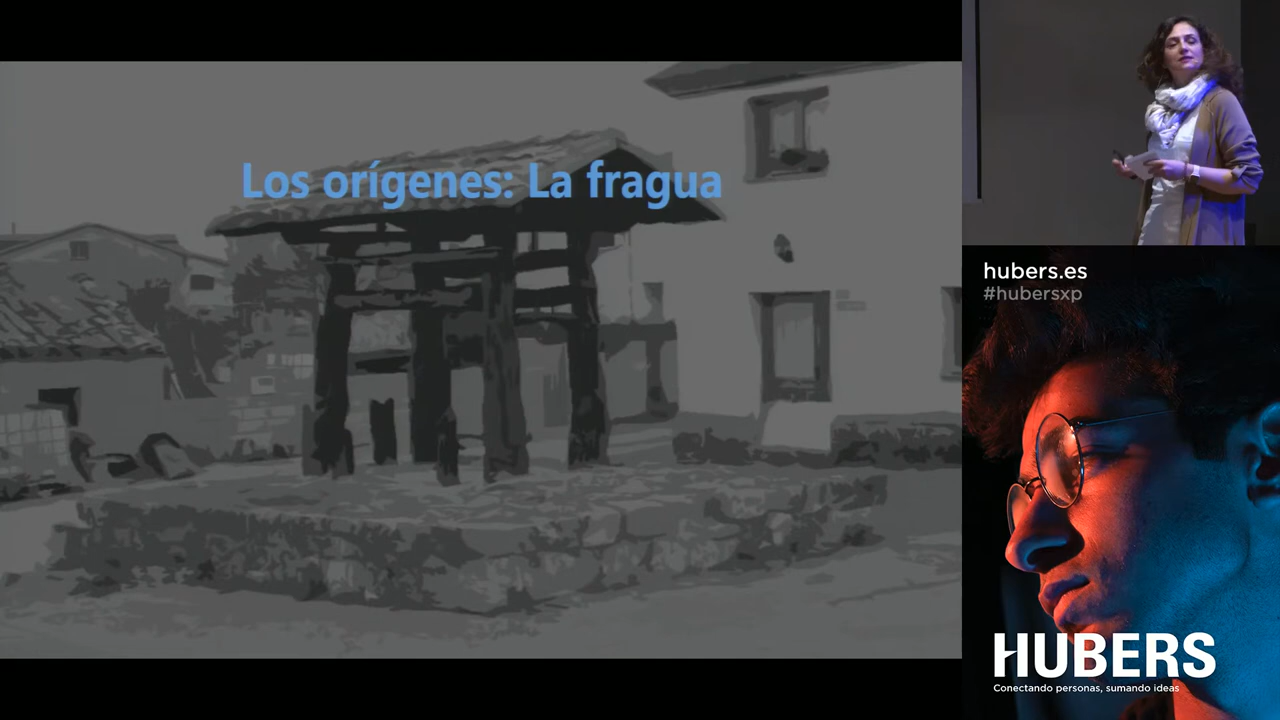 Los orígenes: La fragua
hubers.es
#hubersxp
HUBERS
Conectando personas, sumando ideas